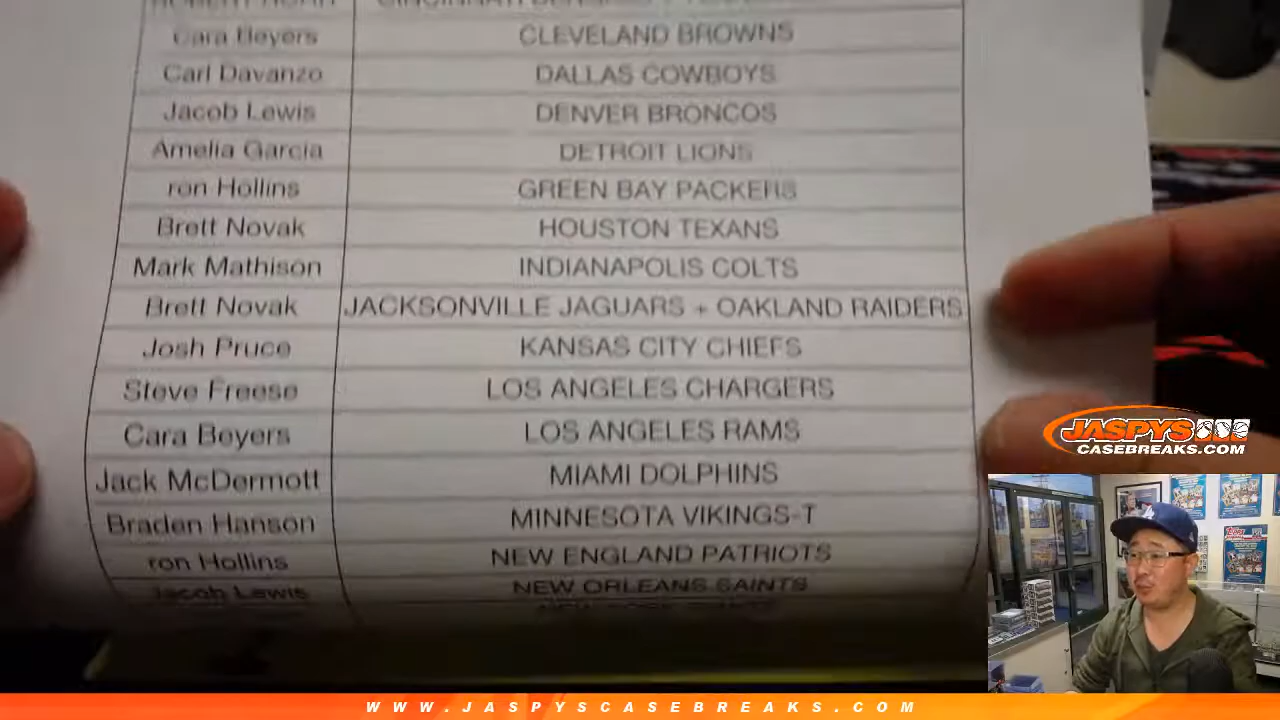 Cara Beyers CLEVELAND BROWNS
Carl Davanzo DALLAS COWBOYS
Jacob Lewis DENVER BRONCOS
Amelia Garcia DETROIT LIONS
ron Hollins GREEN BAY PACKERS
Brett Novak HOUSTON TEXANS
Mark Mathison INDIANAPOLIS COLTS
Brett Novak JACKSONVILLE JAGUARS + OAKLAND RAIDERS
Josh Pruce KANSAS CITY CHIEFS
Steve Freese LOS ANGELES CHARGERS
Cara Beyers LOS ANGELES RAMS
Jack McDermott MIAMI DOLPHINS
Braden Hanson MINNESOTA VIKINGS-T
ron Hollins NEW ENGLAND PATRIOTS
Jacob Lewis NEW ORLEANS SAINTS
JASPYS
CASEBREAKS.COM
WWW.JASPYSCASEBREAKS.COM